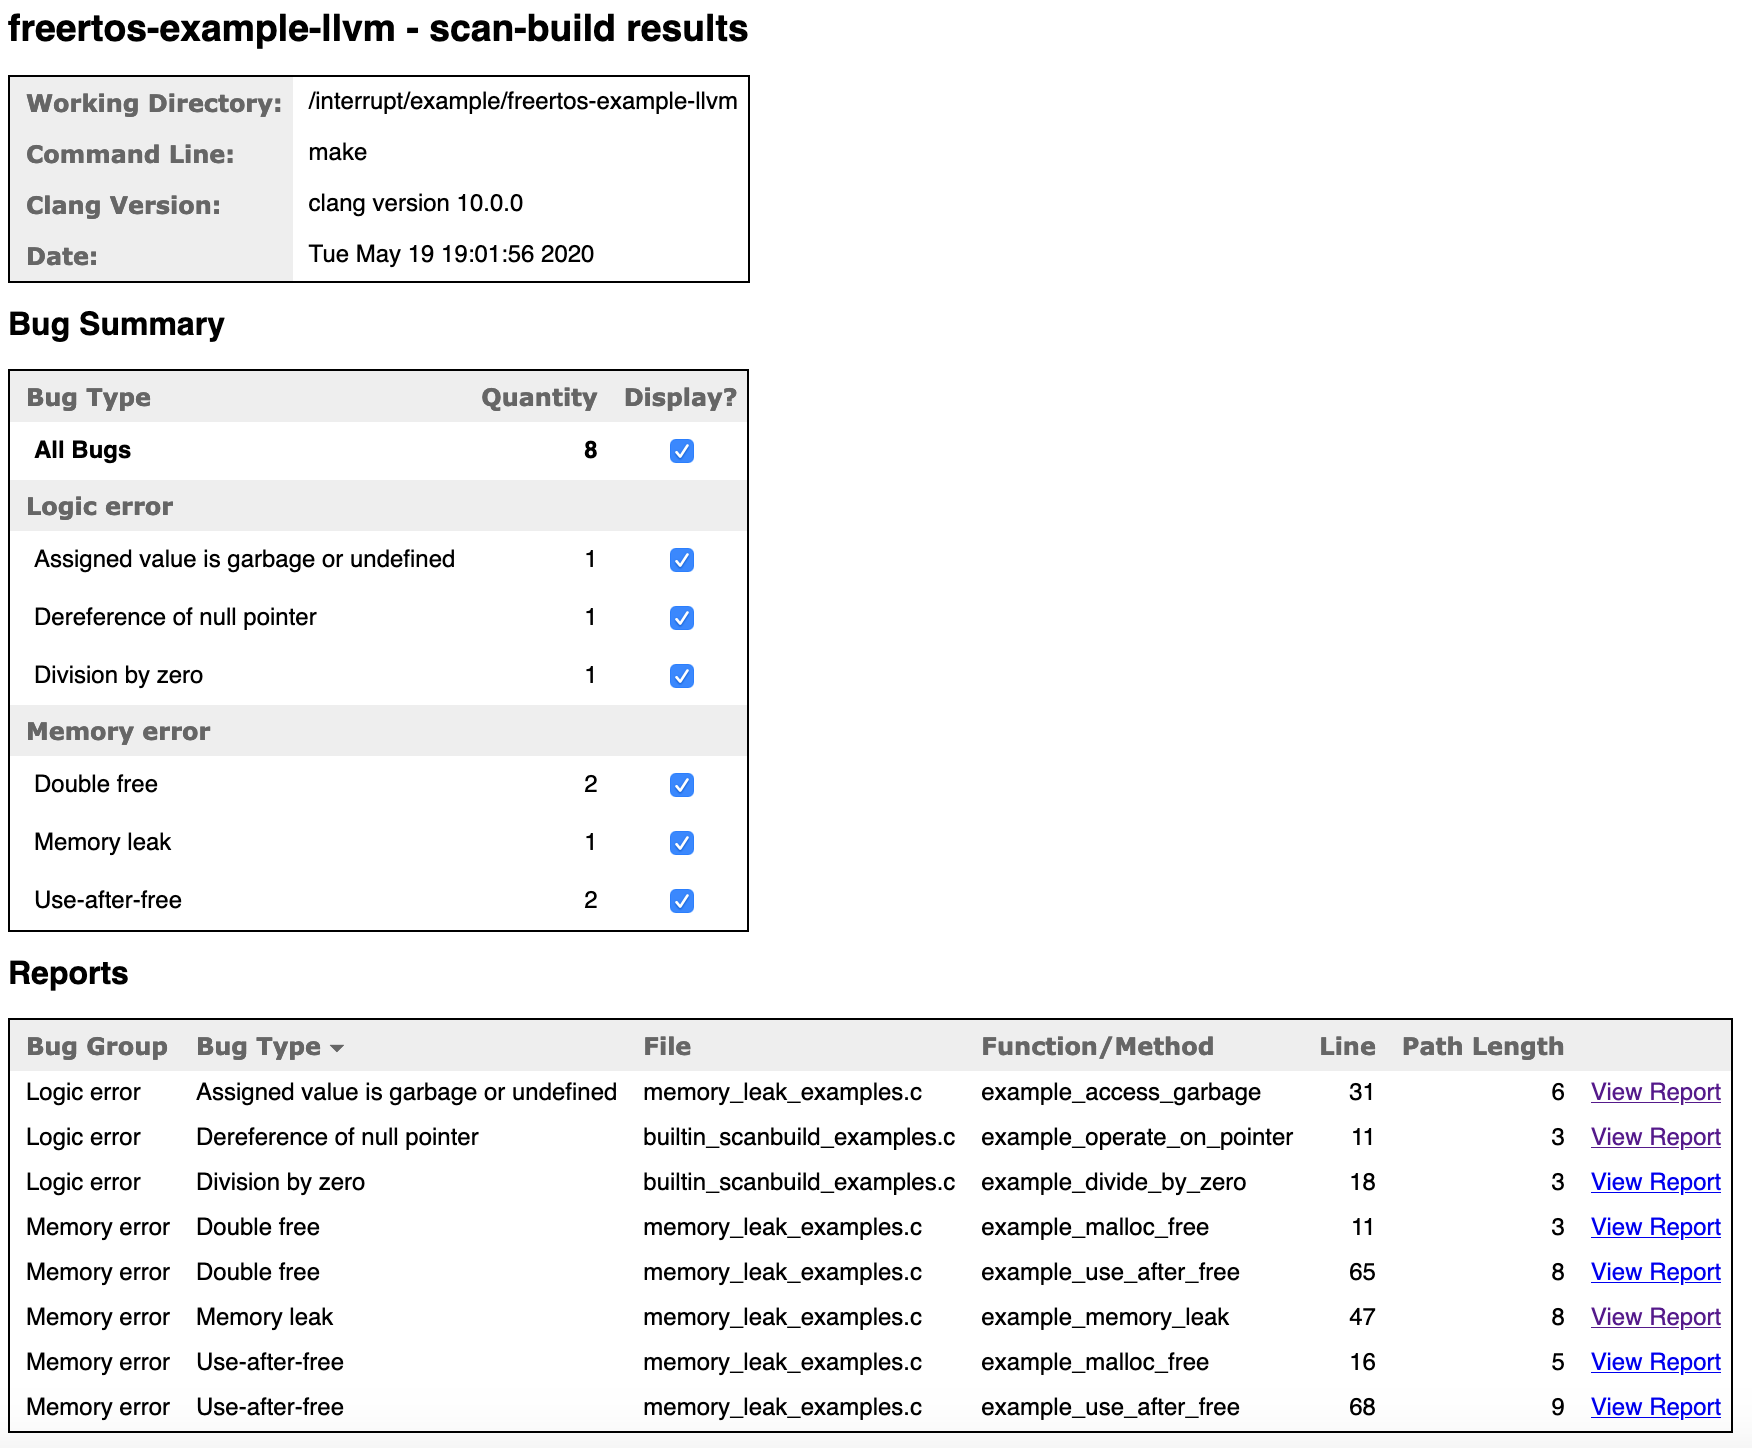 freertos-example-llvm - scan-build results
Working Directory: /interrupt/example/freertos-example-llvm
Command Line: make
Clang Version: clang version 10.0.0
Date: Tue May 19 19:01:56 2020
Bug Summary
Bug Type Quantity Display?
All Bugs 8
Logic error
Assigned value is garbage or undefined 1
Dereference of null pointer 1
Division by zero 1
Memory error
Double free 2
Memory leak 1
Use-after-free 2
Reports
Bug Group Bug Type File Function/Method Line Path Length
Logic error Assigned value is garbage or undefined memory_leak_examples.c example_access_garbage 31 6 View Report
Logic error Dereference of null pointer builtin_scanbuild_examples.c example_operate_on_pointer 11 3 View Report
Logic error Division by zero builtin_scanbuild_examples.c example_divide_by_zero 18 3 View Report
Memory error Double free memory_leak_examples.c example_malloc_free 11 3 View Report
Memory error Double free memory_leak_examples.c example_use_after_free 65 8 View Report
Memory error Memory leak memory_leak_examples.c example_memory_leak 47 8 View Report
Memory error Use-after-free memory_leak_examples.c example_malloc_free 16 5 View Report
Memory error Use-after-free memory_leak_examples.c example_use_after_free 68 9 View Report